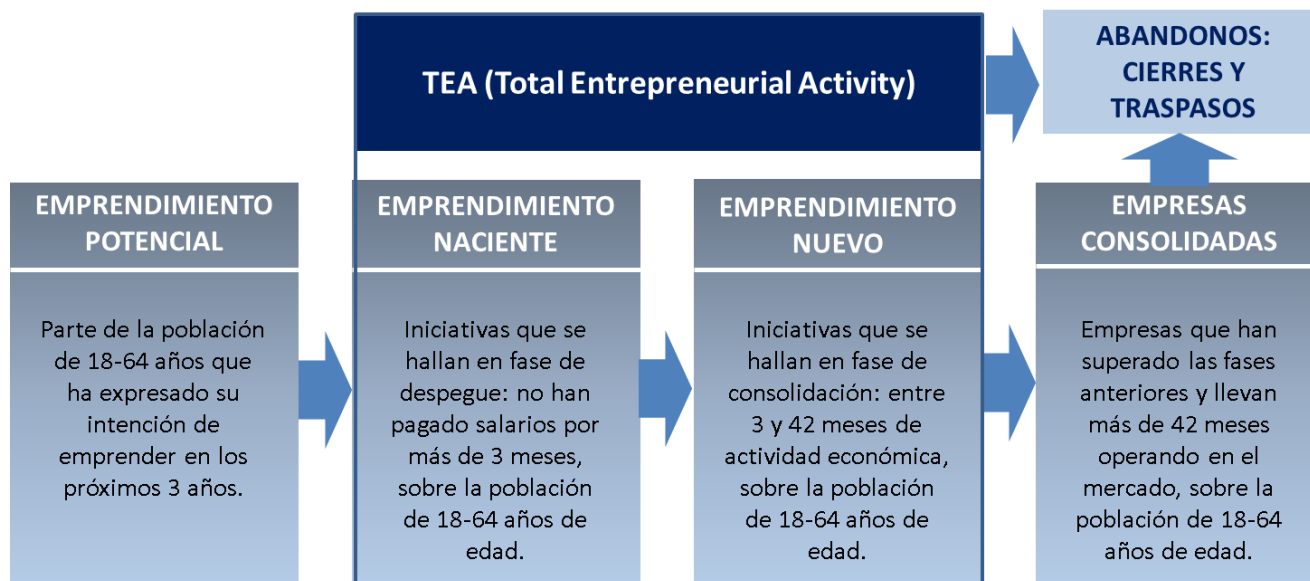 TEA (Total Entrepreneurial Activity)
ABANDONOS:
CIERRES Y
TRASPASOS
EMPRENDIMIENTO
POTENCIAL
Parte de la población
de 18-64 años que
ha expresado su
intención de
emprender en los
próximos 3 años.
EMPRENDIMIENTO
NACIENTE
Iniciativas que se
hallan en fase de
despegue: no han
pagado salarios por
más de 3 meses,
sobre la población
de 18-64 años de
edad.
EMPRENDIMIENTO
NUEVO
Iniciativas que se
hallan en fase de
consolidación: entre
3 y 42 meses de
actividad económica,
sobre la población
de 18-64 años de
edad.
EMPRESAS
CONSOLIDADAS
Empresas que han
superado las fases
anteriores y llevan
más de 42 meses
operando en el
mercado, sobre la
población de 18-64
años de edad.